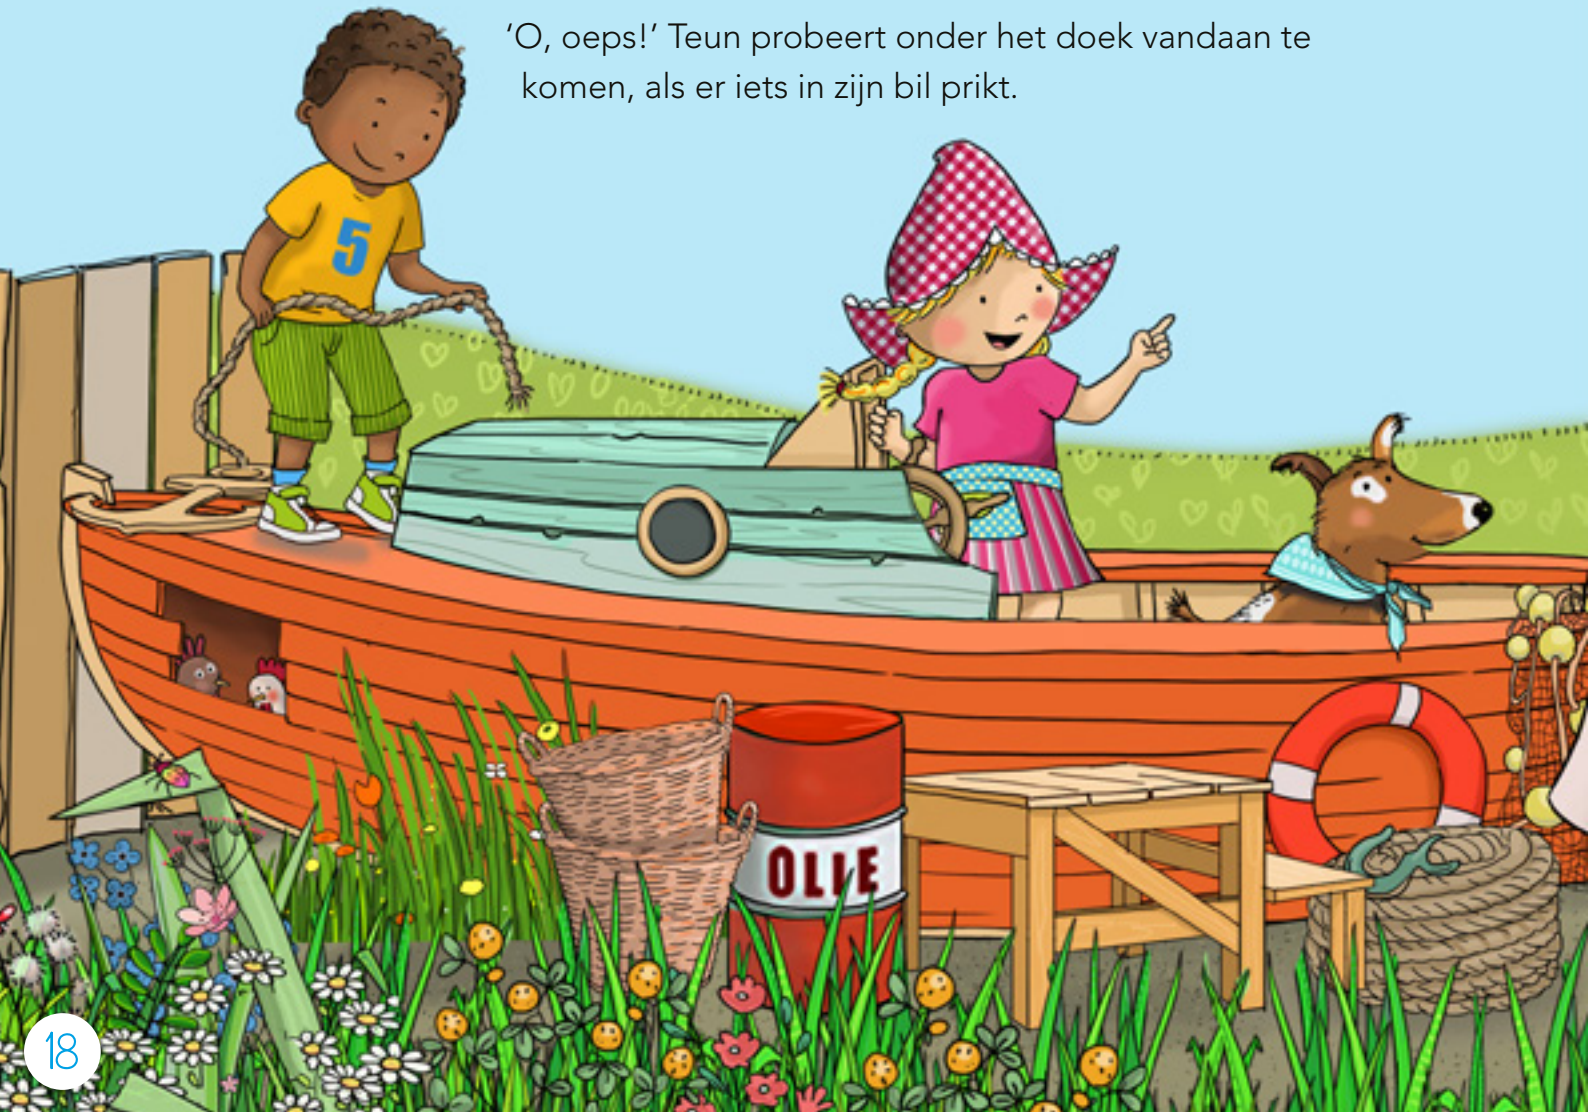 ‘O, oeps!’ Teun probeert onder het doek vandaan te
komen, als er iets in zijn bil prikt.
5
OLIE
18